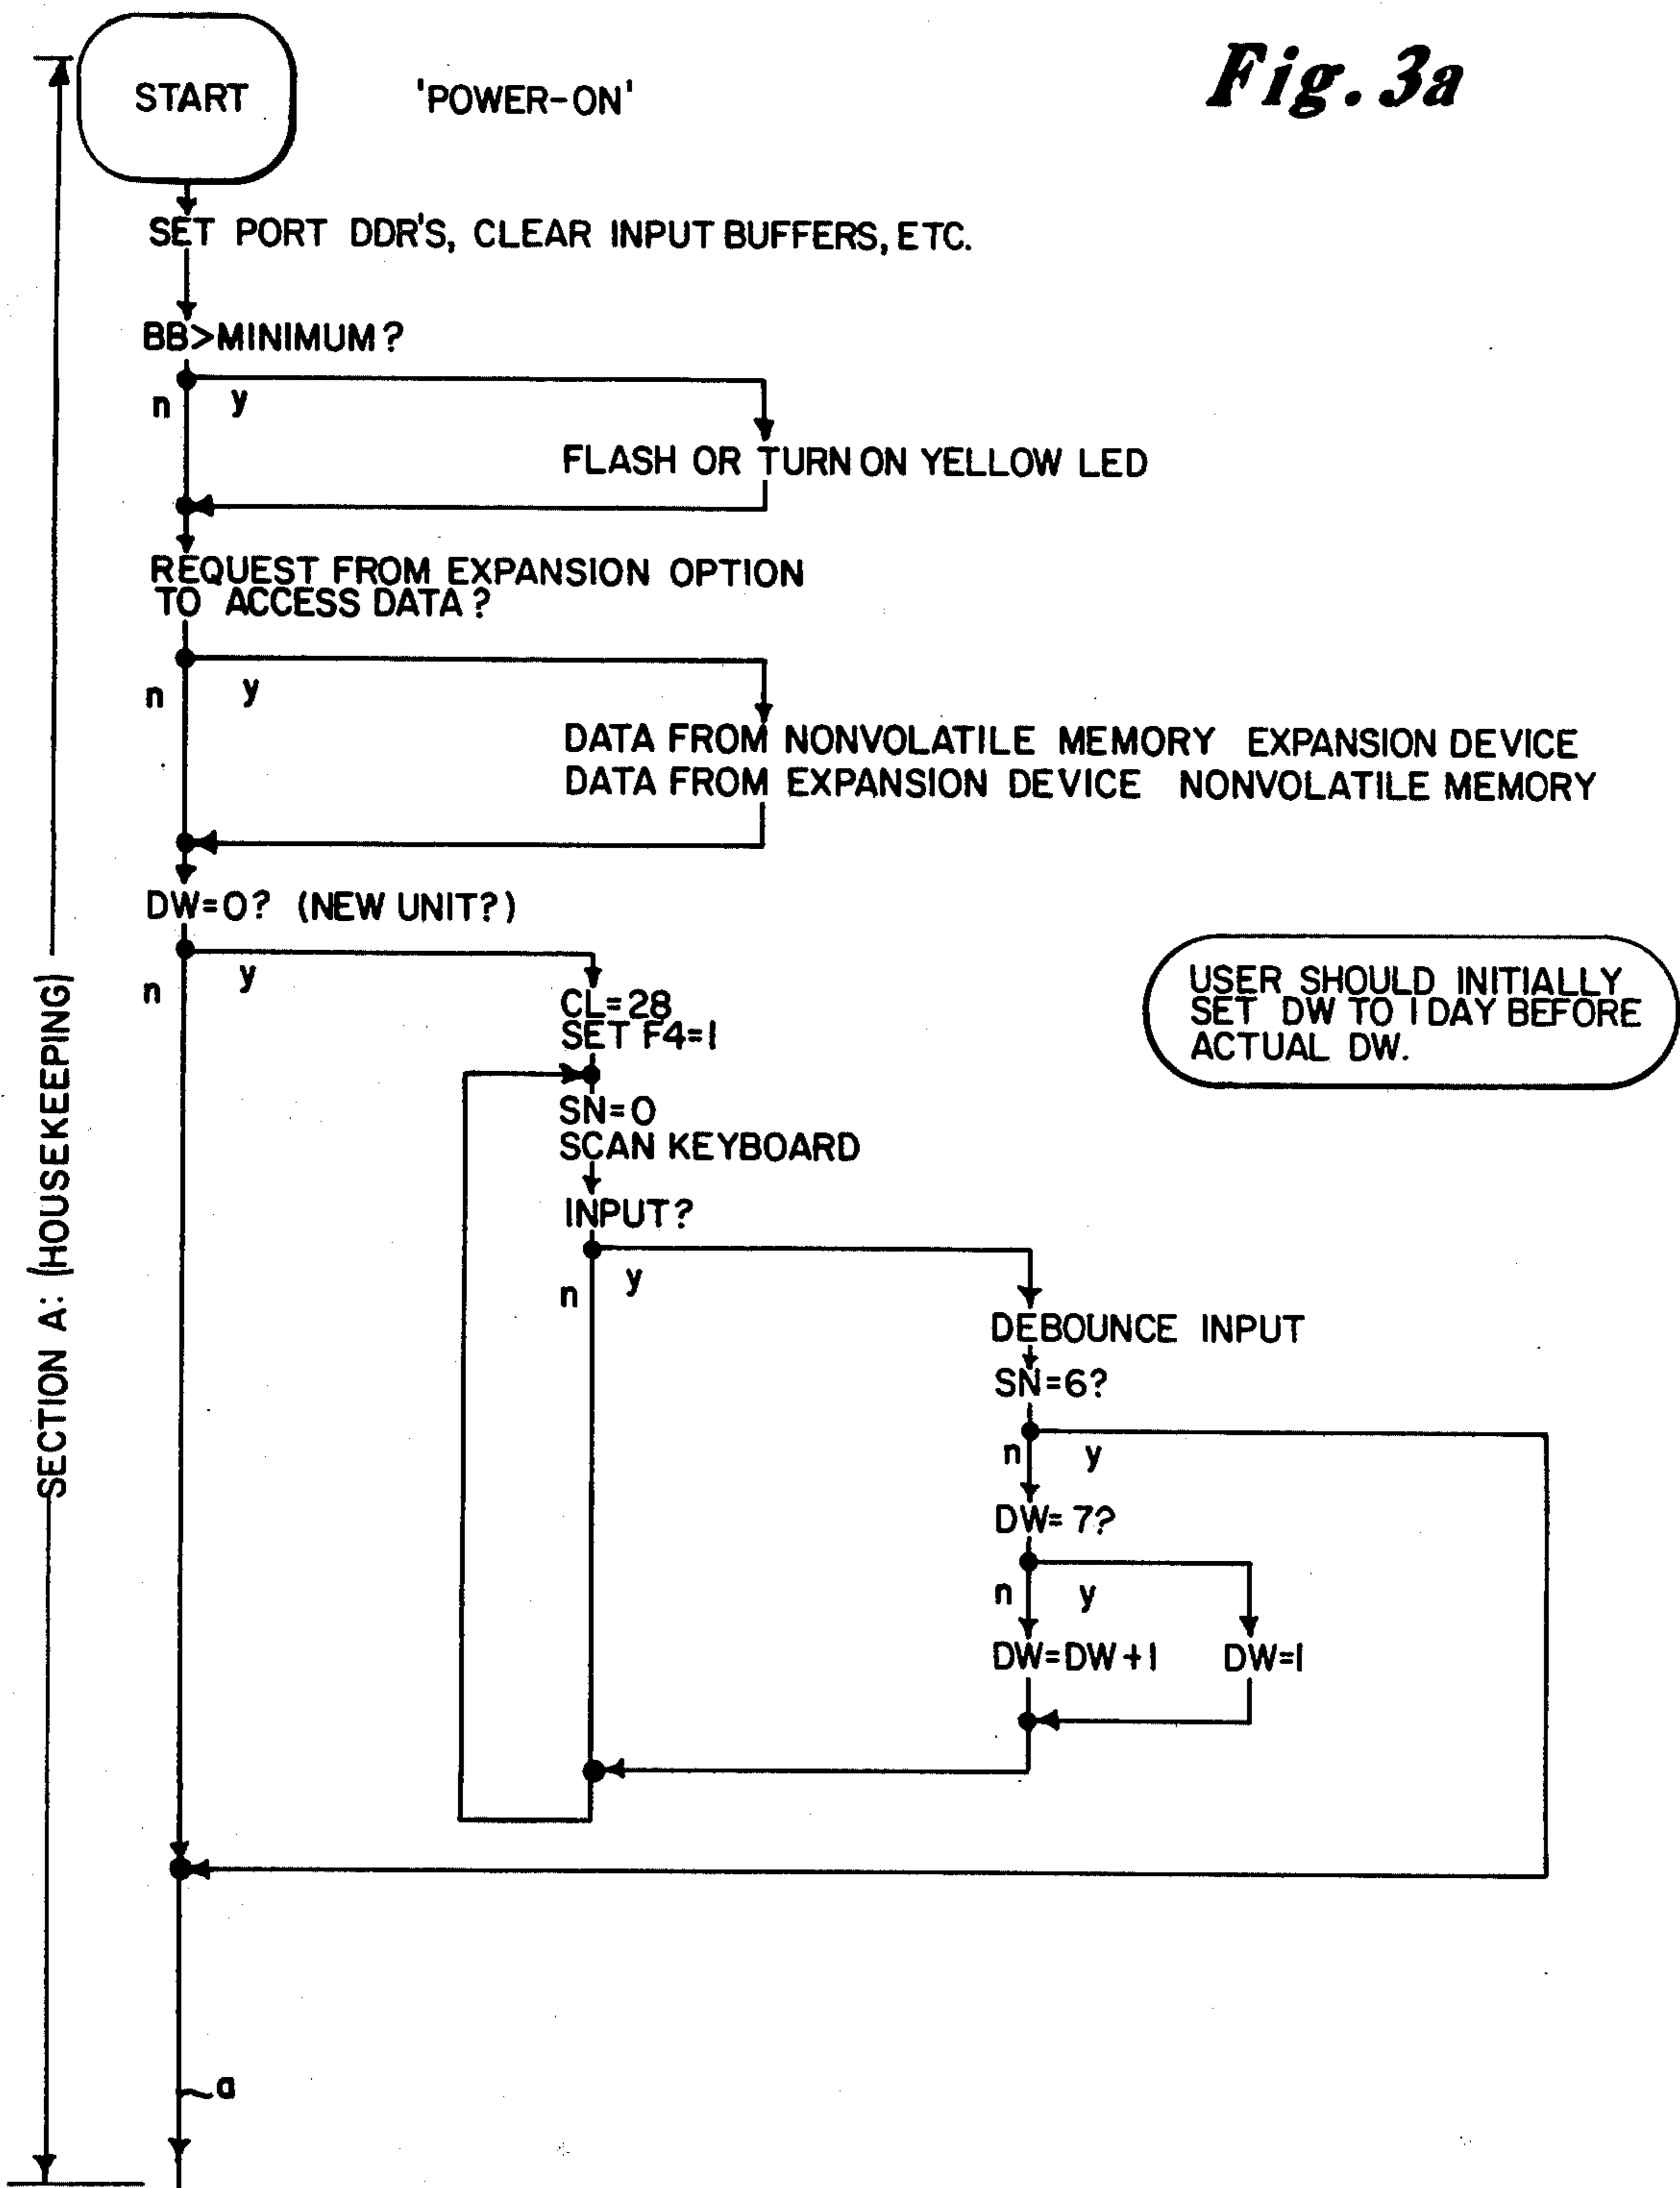 Fig. 3a
START
'POWER-ON'
SET PORT DDR'S, CLEAR INPUT BUFFERS, ETC.
BB>MINIMUM?
n y
FLASH OR TURN ON YELLOW LED
REQUEST FROM EXPANSION OPTION
TO ACCESS DATA?
n y
DATA FROM NONVOLATILE MEMORY EXPANSION DEVICE
DATA FROM EXPANSION DEVICE NONVOLATILE MEMORY
DW=0? (NEW UNIT?)
n y
USER SHOULD INITIALLY
SET DW TO 1 DAY BEFORE
ACTUAL DW.
CL=28
SET F4=1
SN=0
SCAN KEYBOARD
INPUT?
n y
DEBOUNCE INPUT
SN=6?
n y
DW=7?
n y
DW=DW+1 DW=1
SECTION A: (HOUSEKEEPING)
a